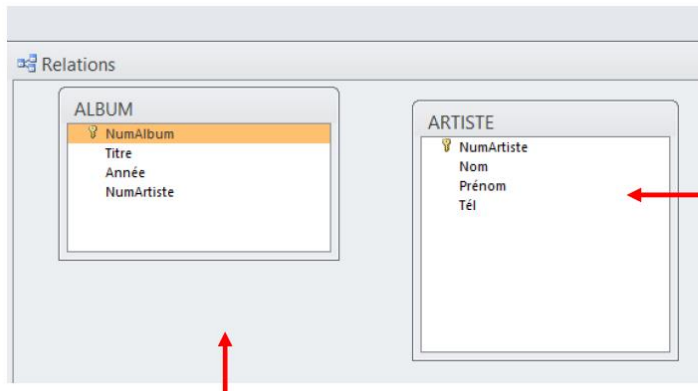 Relations
ALBUM
NumAlbum
Titre
Année
NumArtiste
ARTISTE
NumArtiste
Nom
Prénom
Tél